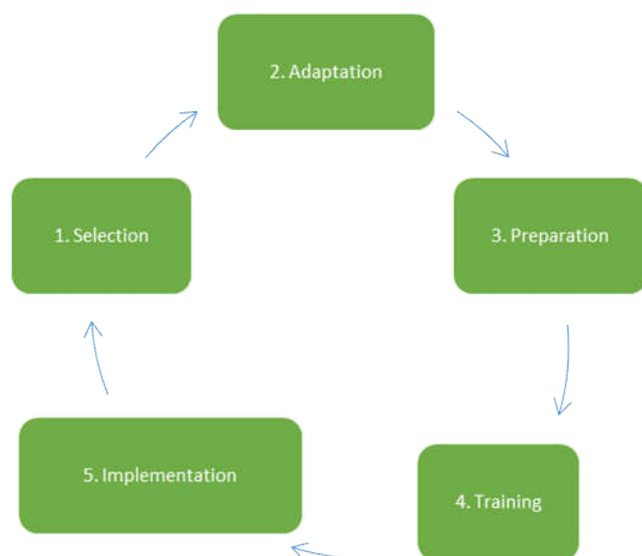 1. Selection
2. Adaptation
3. Preparation
4. Training
5. Implementation